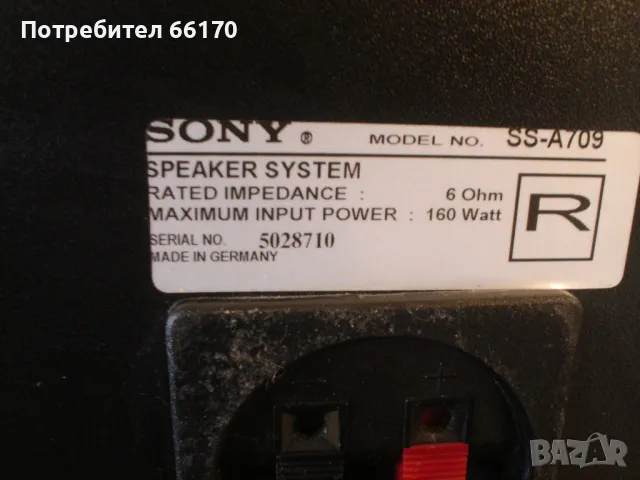 Потребител 66170
SONY ® MODEL NO. SS-A709
SPEAKER SYSTEM
RATED IMPEDANCE : 6 Ohm
MAXIMUM INPUT POWER : 160 Watt
R
SERIAL NO. 5028710
MADE IN GERMANY
- +
BAZAR